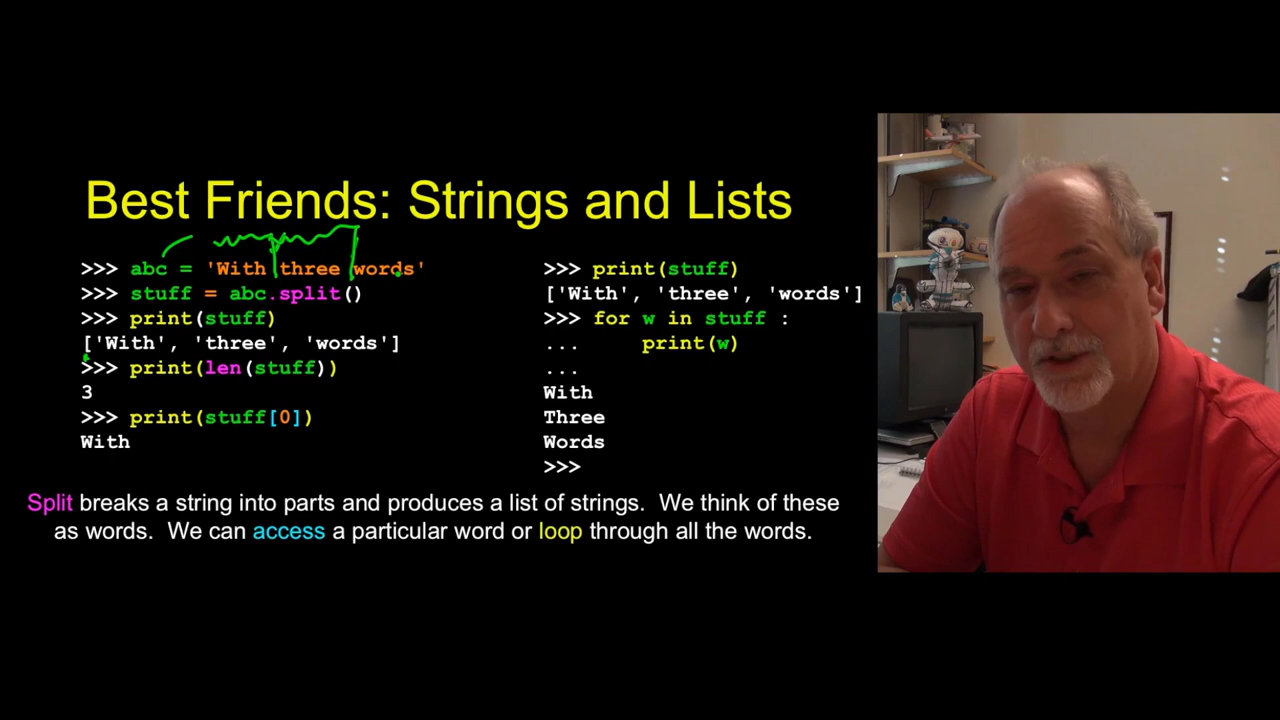 Best Friends: Strings and Lists
>>> abc = 'With three words'
>>> stuff = abc.split()
>>> print(stuff)
['With', 'three', 'words']
>>> print(len(stuff))
3
>>> print(stuff[0])
With
>>> print(stuff)
['With', 'three', 'words']
>>> for w in stuff :
...     print(w)
...
With
Three
Words
>>>
Split breaks a string into parts and produces a list of strings.  We think of these
as words.  We can access a particular word or loop through all the words.